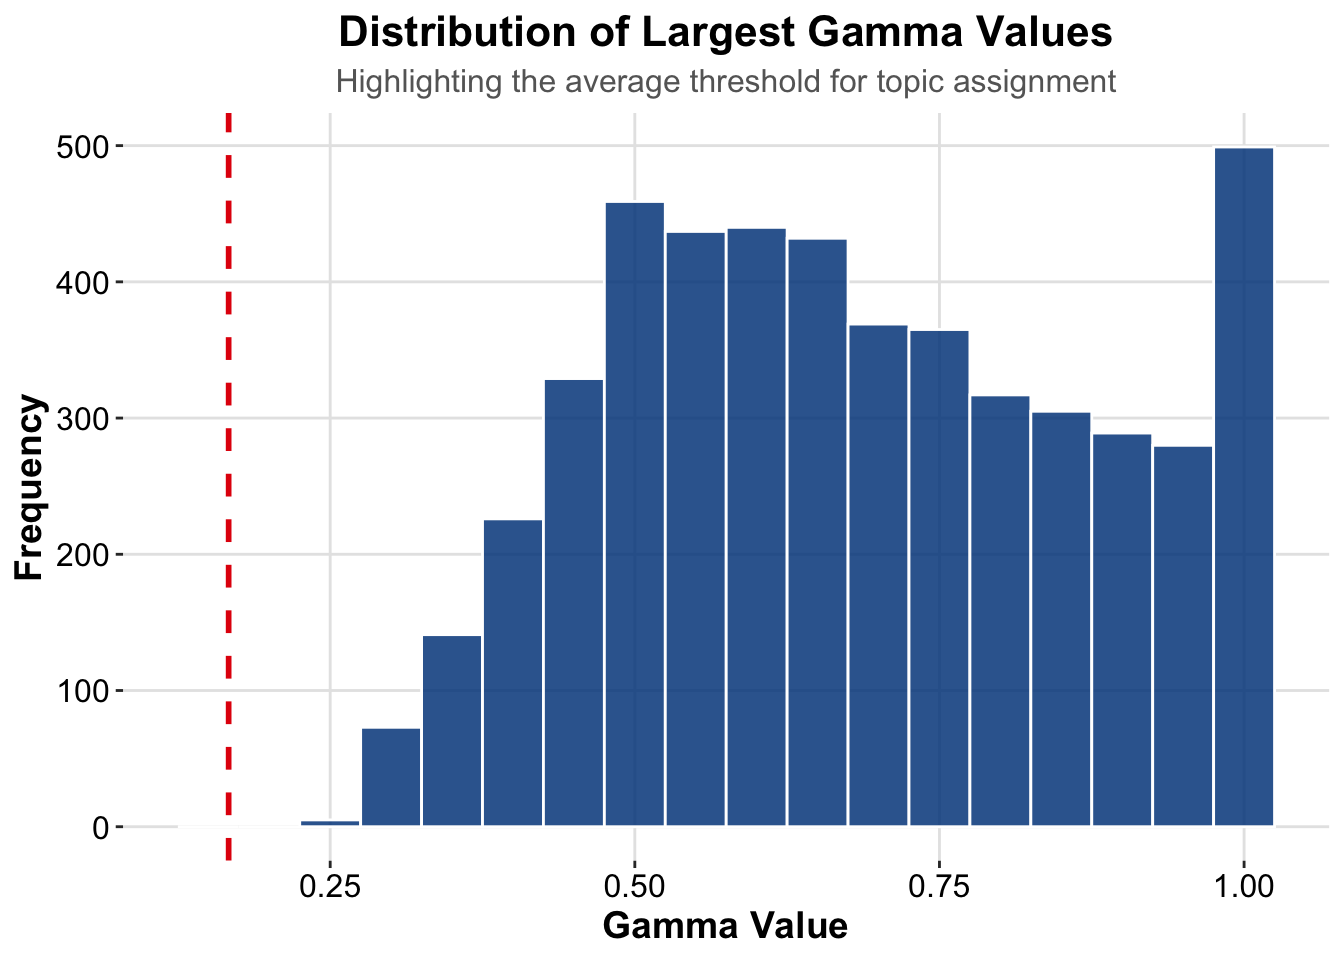 Distribution of Largest Gamma Values
Highlighting the average threshold for topic assignment
500
400
300
200
100
0
Frequency
0.25 0.50 0.75 1.00
Gamma Value